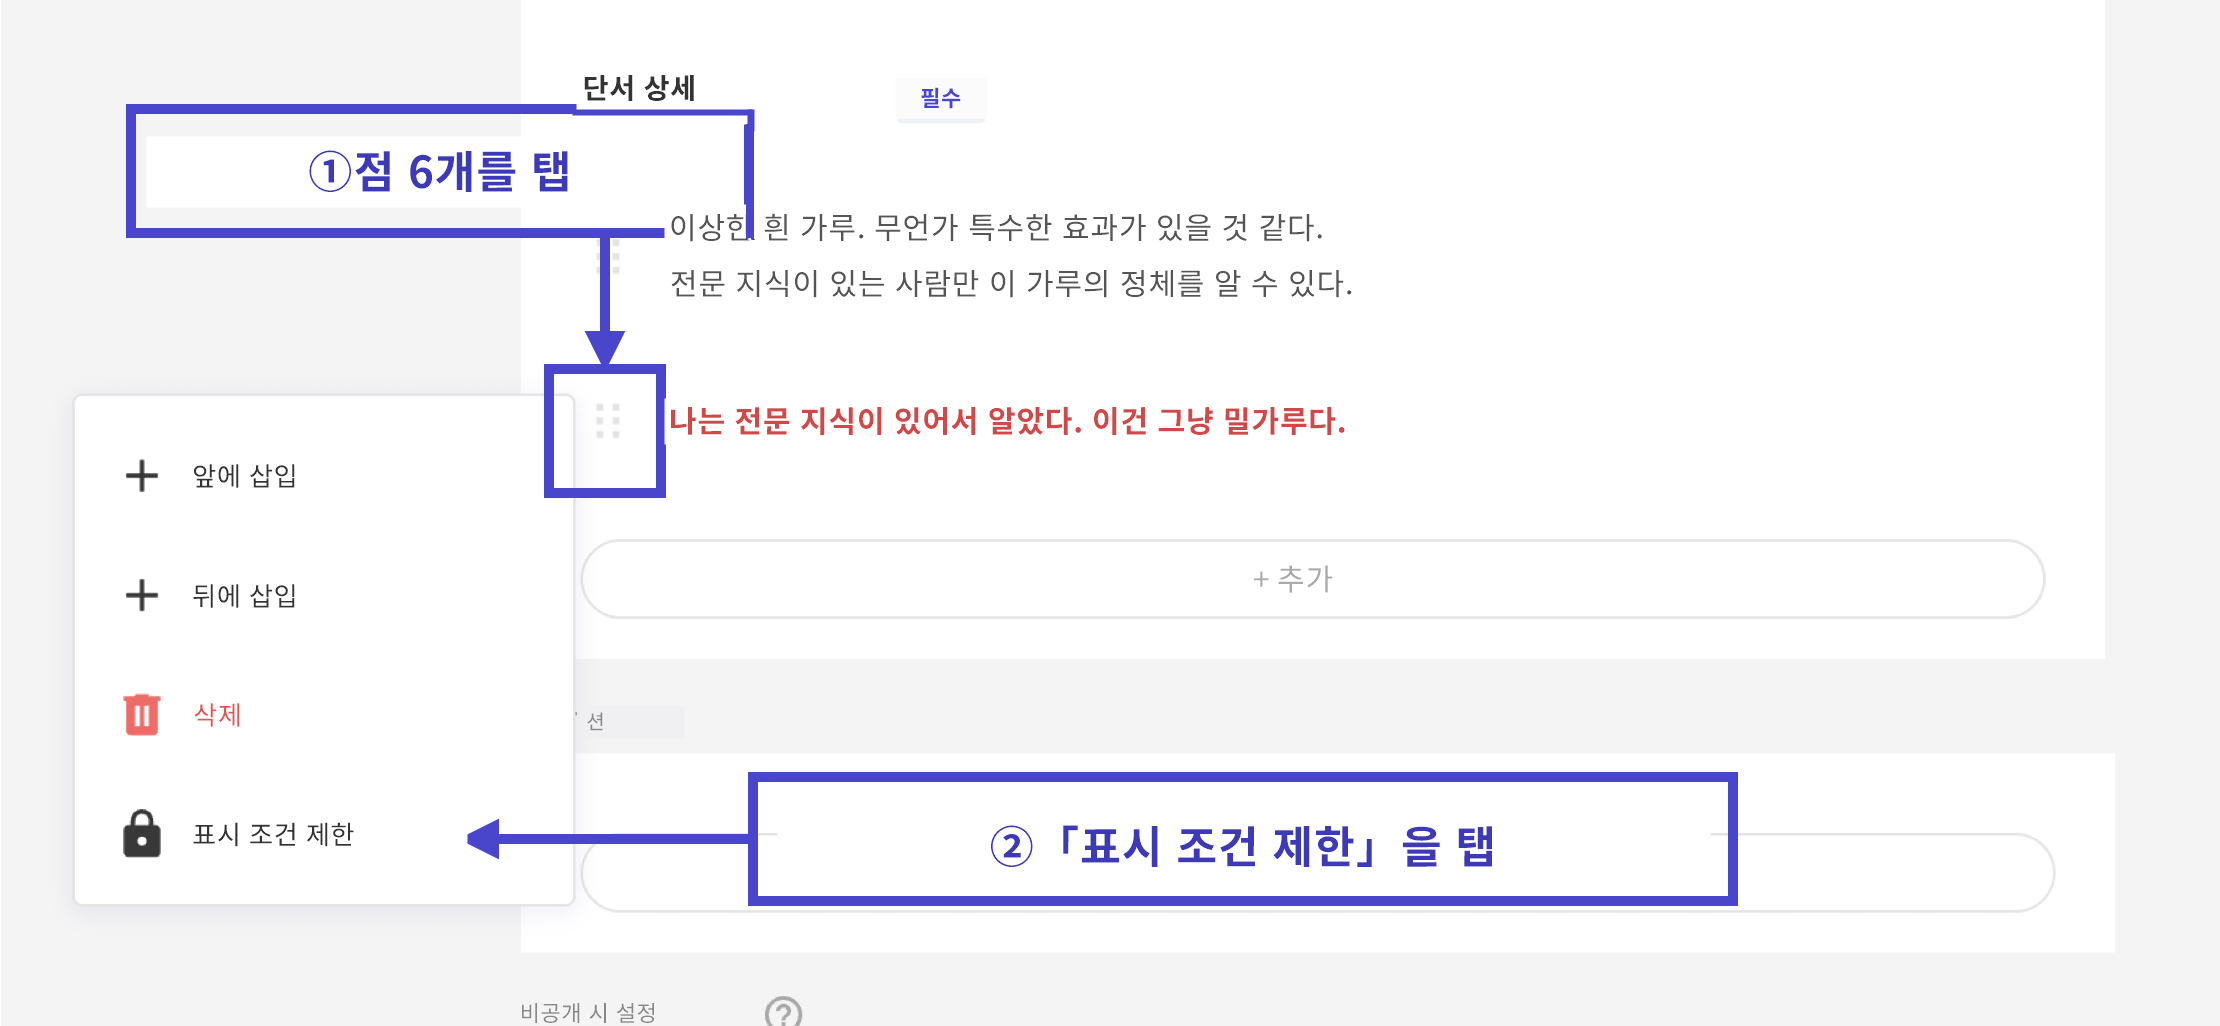 단서 상세
필수
①점 6개를 탭
이상한 흰 가루. 무언가 특수한 효과가 있을 것 같다.
전문 지식이 있는 사람만 이 가루의 정체를 알 수 있다.
나는 전문 지식이 있어서 알았다. 이건 그냥 밀가루다.
앞에 삽입
뒤에 삽입
삭제
표시 조건 제한
+ 추가
션
②「표시 조건 제한」을 탭
비공개 시 설정